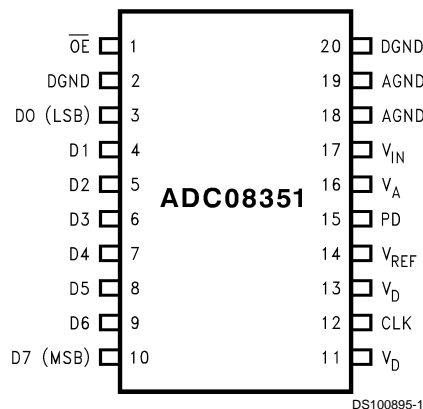 O̅E̅ 1 20 DGND
DGND 2 19 AGND
D0 (LSB) 3 18 AGND
D1 4 17 VIN
D2 5 16 VA
ADC08351
D3 6 15 PD
D4 7 14 VREF
D5 8 13 VD
D6 9 12 CLK
D7 (MSB) 10 11 VD
DS100895-1